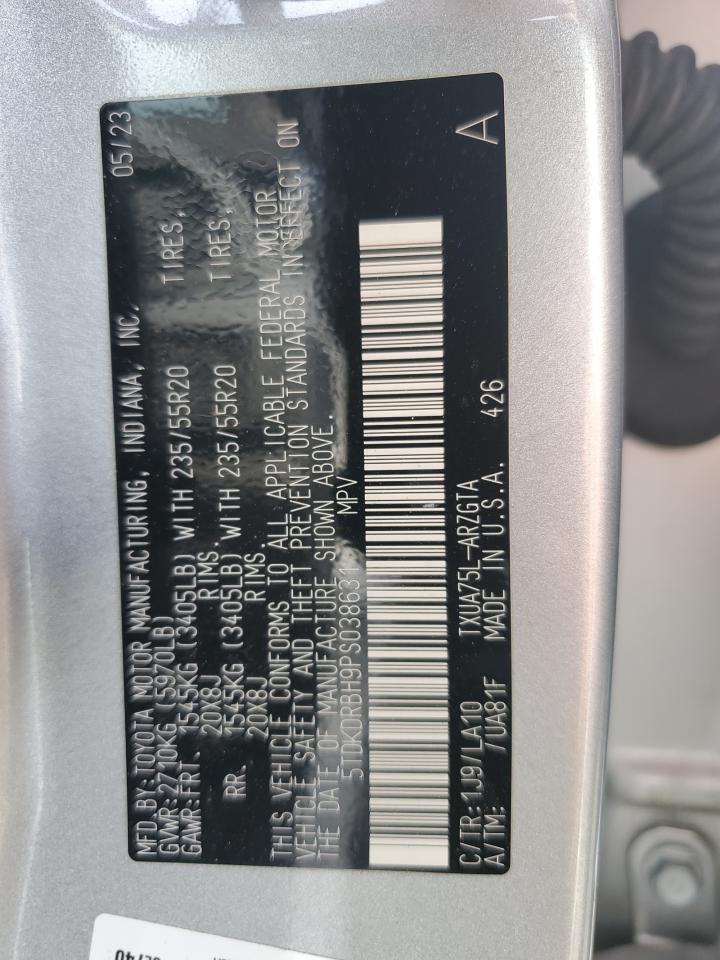 MFD.BY:TOYOTA MOTOR MANUFACTURING, INDIANA, INC. 05/23
GVWR:2710KG (5970LB)
GAWR:FRT. 1545KG (3405LB) WITH 235/55R20 TIRES,
20X8J RIMS.
RR. 1545KG (3405LB) WITH 235/55R20 TIRES,
20X8J RIMS.
THIS VEHICLE CONFORMS TO ALL APPLICABLE FEDERAL MOTOR
VEHICLE SAFETY AND THEFT PREVENTION STANDARDS IN EFFECT ON
THE DATE OF MANUFACTURE SHOWN ABOVE.
5TDKDRBH9PS038631 MPV
C/TR:1J9/LA10 TXUA75L-ARZGTA A
A/TM: /UA81F MADE IN U.S.A. 426